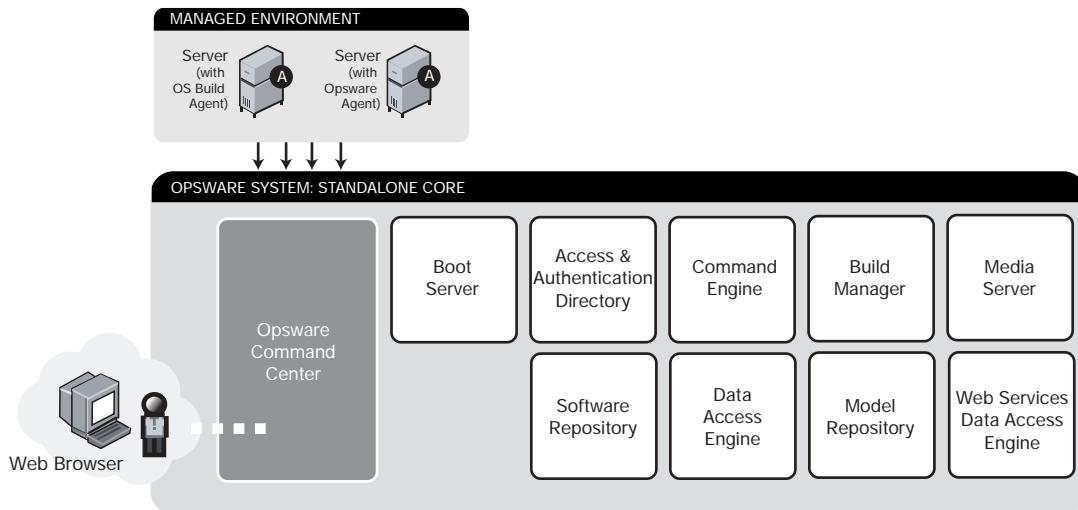 MANAGED ENVIRONMENT
Server
(with
OS Build
Agent)
A
Server
(with
Opsware
Agent)
A
OPSWARE SYSTEM: STANDALONE CORE
Opsware
Command
Center
Boot
Server
Access &
Authentication
Directory
Command
Engine
Build
Manager
Media
Server
Software
Repository
Data
Access
Engine
Model
Repository
Web Services
Data Access
Engine
Web Browser